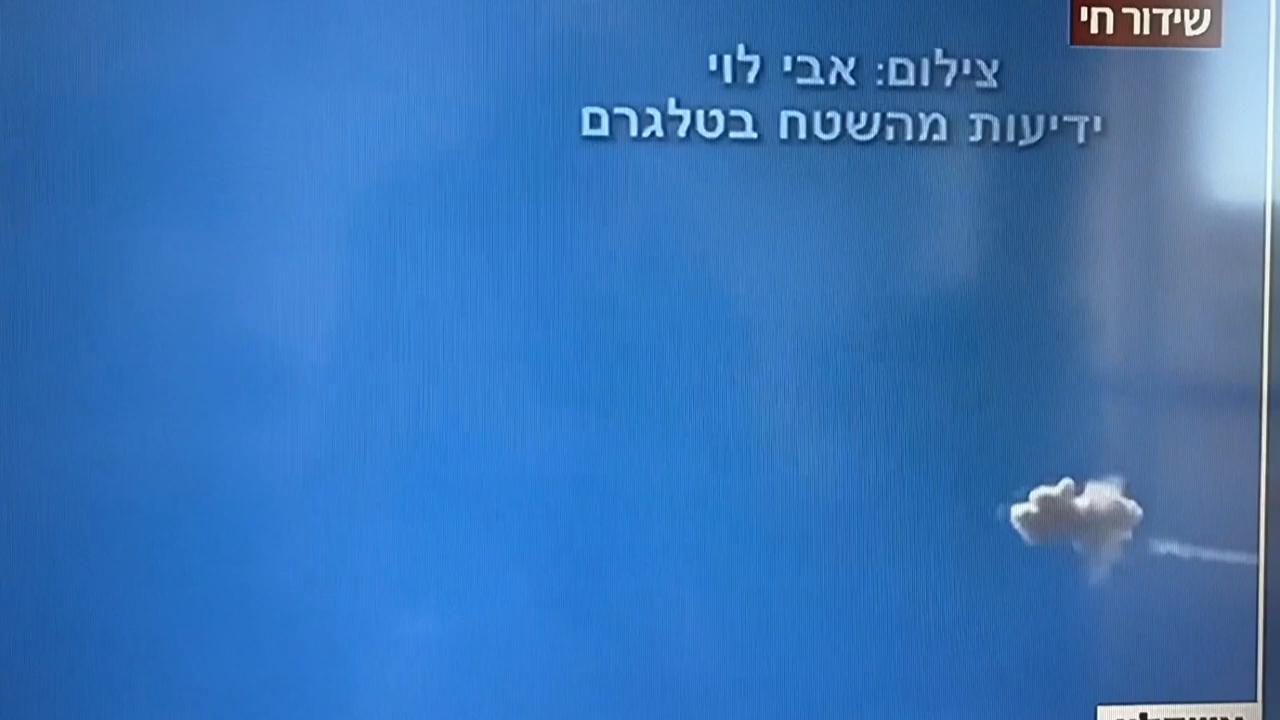 שידור חי
צילום: אבי לוי
ידיעות מהשטח בטלגרם